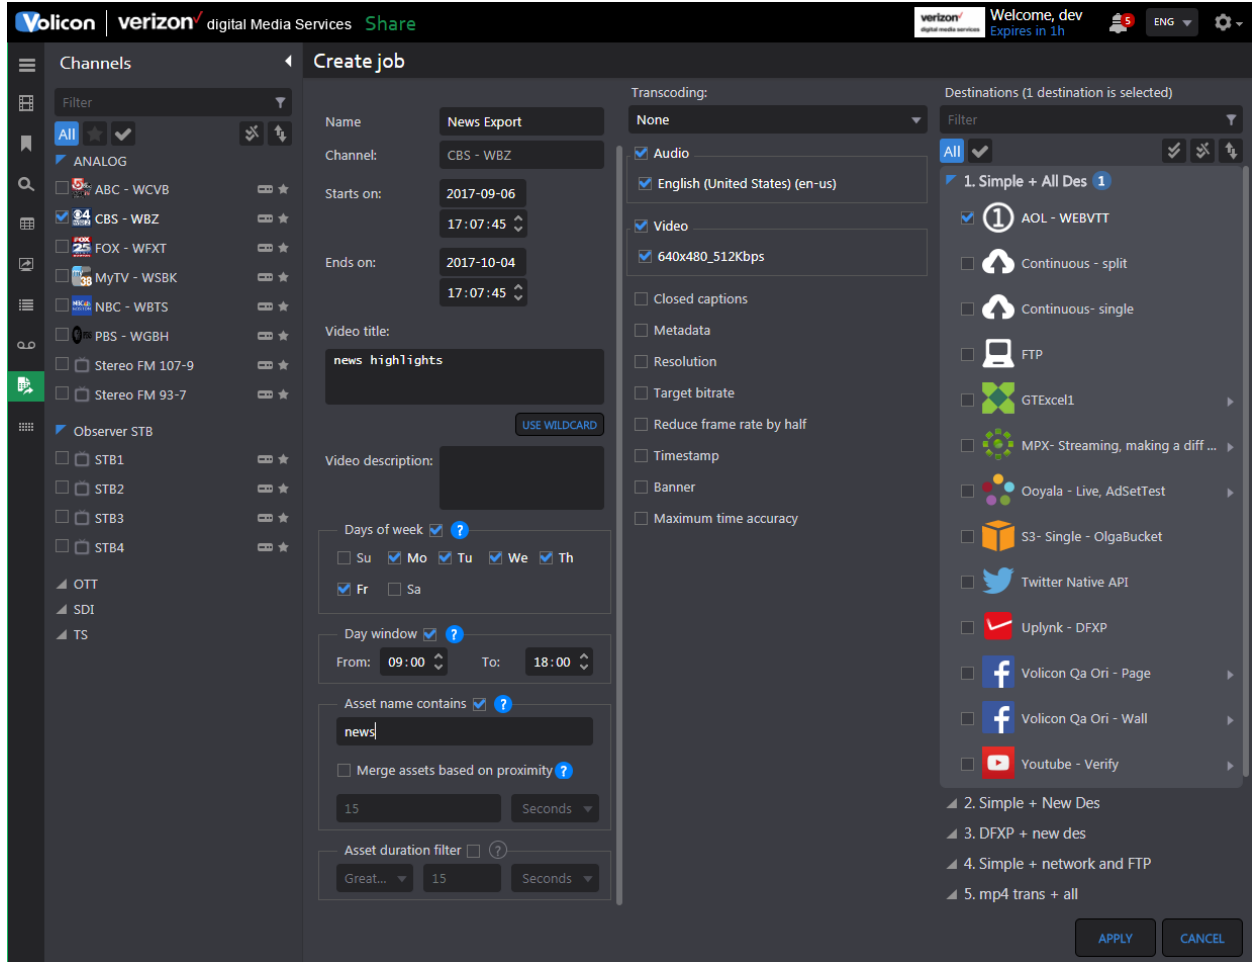 Volicon verizon✓ digital Media Services Share
verizon✓
digital media services
Welcome, dev
Expires in 1h
5
ENG
Channels
Filter
All
ANALOG
ABC - WCVB
CBS - WBZ
FOX - WFXT
MyTV - WSBK
NBC - WBTS
PBS - WGBH
Stereo FM 107-9
Stereo FM 93-7
Observer STB
STB1
STB2
STB3
STB4
OTT
SDI
TS
Create job
Name News Export
Channel: CBS - WBZ
Starts on: 2017-09-06
17:07:45
Ends on: 2017-10-04
17:07:45
Video title:
news highlights
USE WILDCARD
Video description:
Days of week ?
Su Mo Tu We Th
Fr Sa
Day window ?
From: 09:00 To: 18:00
Asset name contains ?
news
Merge assets based on proximity ?
15 Seconds
Asset duration filter ?
Great... 15 Seconds
Transcoding:
None
Audio
English (United States) (en-us)
Video
640x480_512Kbps
Closed captions
Metadata
Resolution
Target bitrate
Reduce frame rate by half
Timestamp
Banner
Maximum time accuracy
Destinations (1 destination is selected)
Filter
All
1. Simple + All Des 1
AOL - WEBVTT
Continuous - split
Continuous- single
FTP
GTExcel1
MPX- Streaming, making a diff ...
Ooyala - Live, AdSetTest
S3- Single - OlgaBucket
Twitter Native API
Uplynk - DFXP
Volicon Qa Ori - Page
Volicon Qa Ori - Wall
Youtube - Verify
2. Simple + New Des
3. DFXP + new des
4. Simple + network and FTP
5. mp4 trans + all
APPLY CANCEL